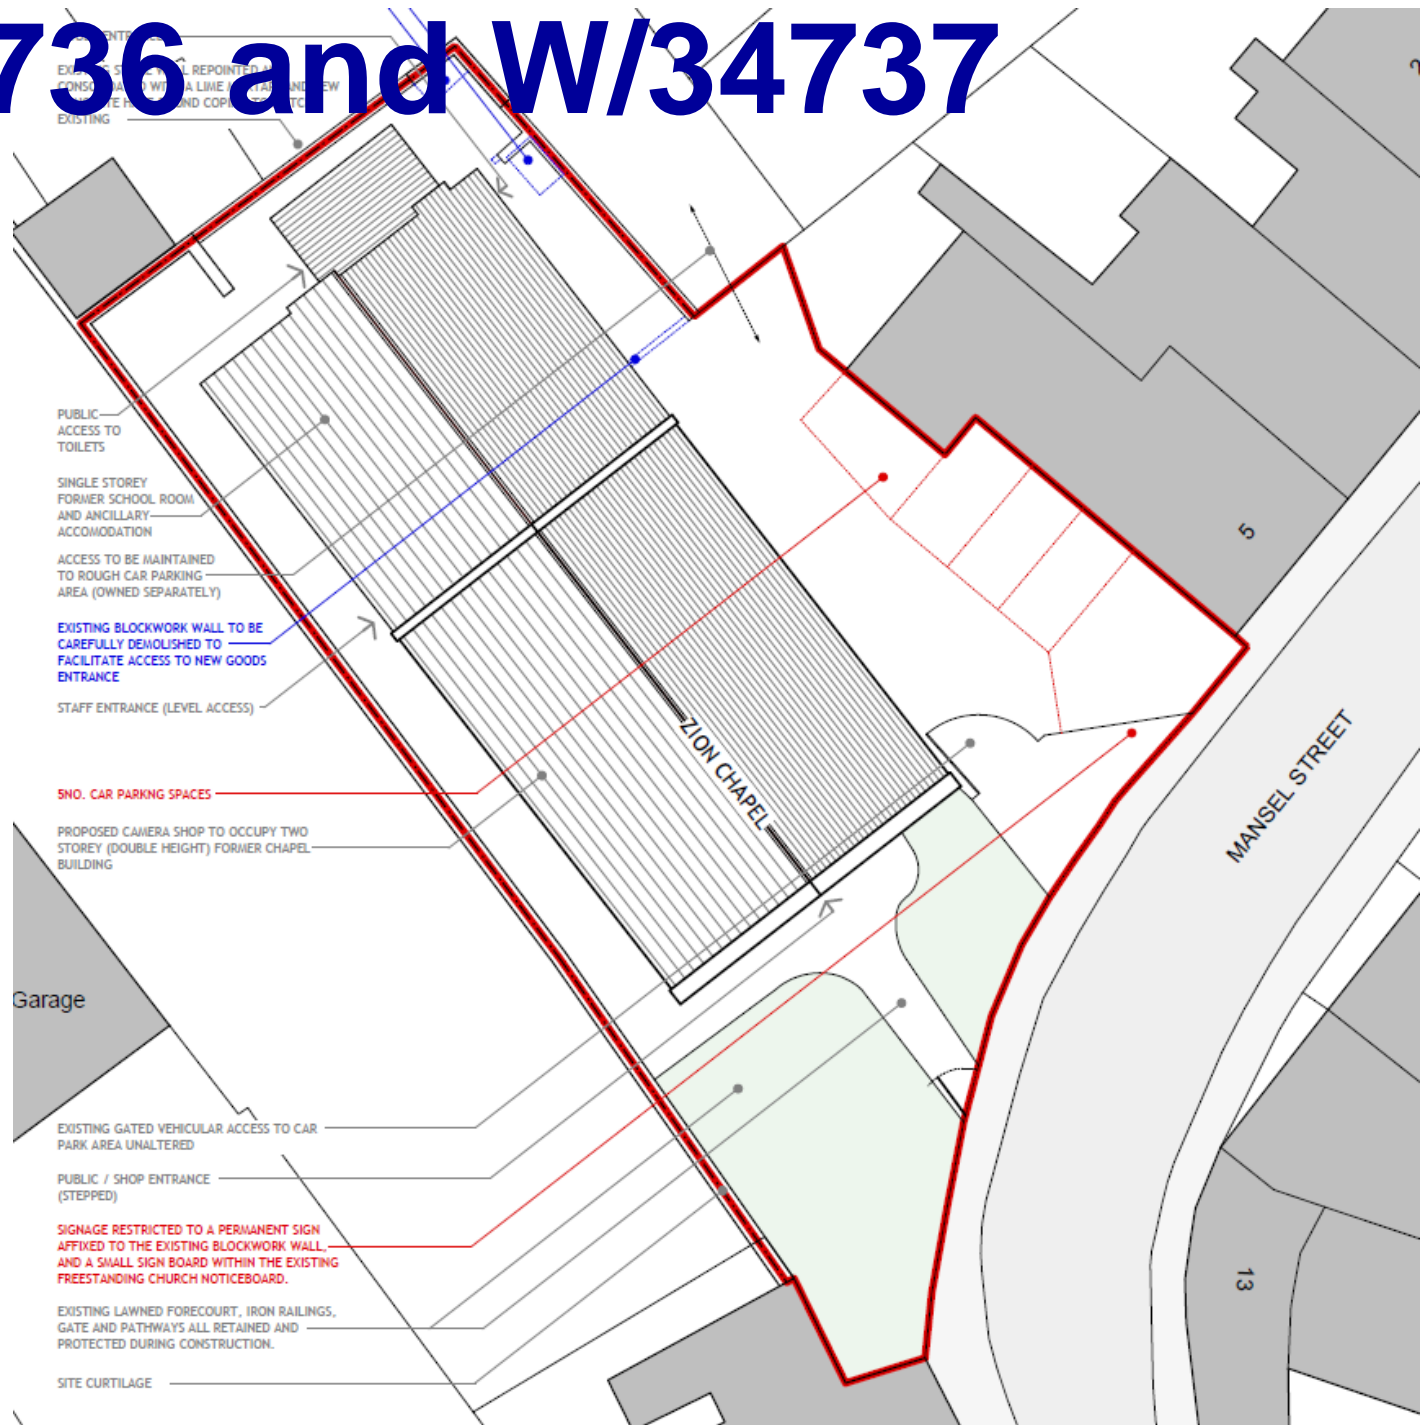 736 and W/34737
EXISTING
PUBLIC
ACCESS TO
TOILETS
SINGLE STOREY
FORMER SCHOOL ROOM
AND ANCILLARY
ACCOMODATION
ACCESS TO BE MAINTAINED
TO ROUGH CAR PARKING
AREA (OWNED SEPARATELY)
EXISTING BLOCKWORK WALL TO BE
CAREFULLY DEMOLISHED TO
FACILITATE ACCESS TO NEW GOODS
ENTRANCE
STAFF ENTRANCE (LEVEL ACCESS)
5NO. CAR PARKNG SPACES
PROPOSED CAMERA SHOP TO OCCUPY TWO
STOREY (DOUBLE HEIGHT) FORMER CHAPEL
BUILDING
ZION CHAPEL
5
MANSEL STREET
Garage
EXISTING GATED VEHICULAR ACCESS TO CAR
PARK AREA UNALTERED
PUBLIC / SHOP ENTRANCE
(STEPPED)
SIGNAGE RESTRICTED TO A PERMANENT SIGN
AFFIXED TO THE EXISTING BLOCKWORK WALL,
AND A SMALL SIGN BOARD WITHIN THE EXISTING
FREESTANDING CHURCH NOTICEBOARD.
13
EXISTING LAWNED FORECOURT, IRON RAILINGS,
GATE AND PATHWAYS ALL RETAINED AND
PROTECTED DURING CONSTRUCTION.
SITE CURTILAGE